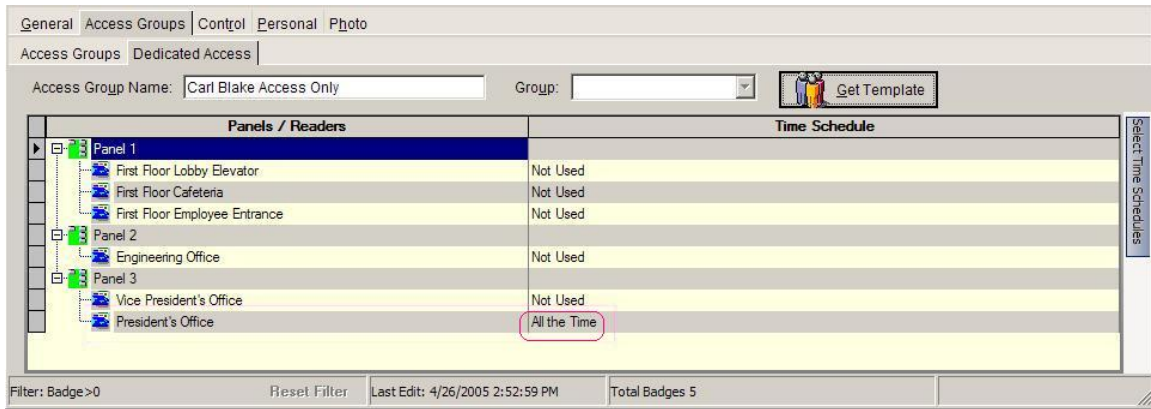 General Access Groups Control Personal Photo
Access Groups Dedicated Access
Access Group Name: Carl Blake Access Only Group: Get Template
Panels / Readers Time Schedule
Panel 1
First Floor Lobby Elevator Not Used
First Floor Cafeteria Not Used
First Floor Employee Entrance Not Used
Panel 2
Engineering Office Not Used
Panel 3
Vice President's Office Not Used
President's Office All the Time
Select Time Schedules
Filter: Badge>0 Reset Filter Last Edit: 4/26/2005 2:52:59 PM Total Badges 5